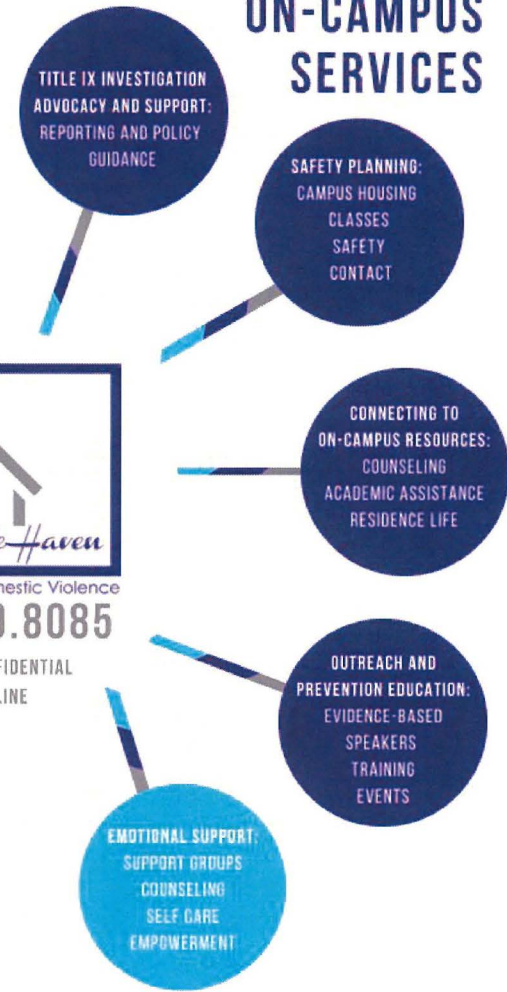 ON-CAMPUS
SERVICES
TITLE IX INVESTIGATION
ADVOCACY AND SUPPORT:
REPORTING AND POLICY
GUIDANCE
SAFETY PLANNING:
CAMPUS HOUSING
CLASSES
SAFETY
CONTACT
CONNECTING TO
ON-CAMPUS RESOURCES:
COUNSELING
ACADEMIC ASSISTANCE
RESIDENCE LIFE
Haven
mestic Violence
.8085
FIDENTIAL
LINE
OUTREACH AND
PREVENTION EDUCATION:
EVIDENCE-BASED
SPEAKERS
TRAINING
EVENTS
EMOTIONAL SUPPORT:
SUPPORT GROUPS
COUNSELING
SELF CARE
EMPOWERMENT